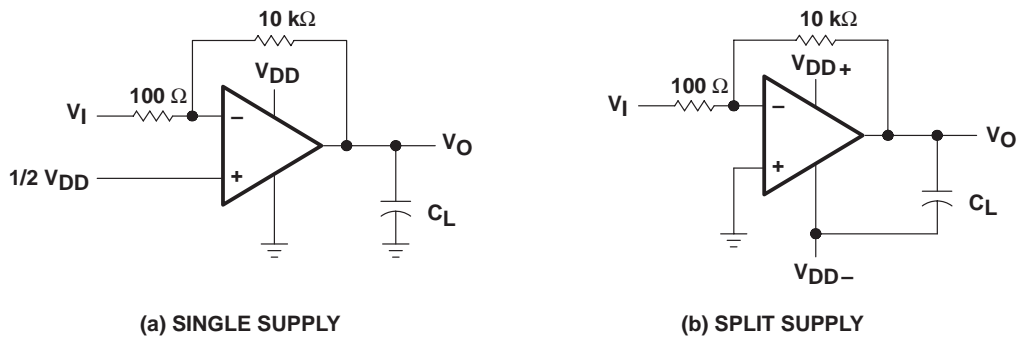 10 kΩ
VDD
100 Ω
VI
−
+
1/2 VDD
VO
CL
(a) SINGLE SUPPLY
10 kΩ
VDD+
100 Ω
VI
−
+
VO
CL
VDD−
(b) SPLIT SUPPLY